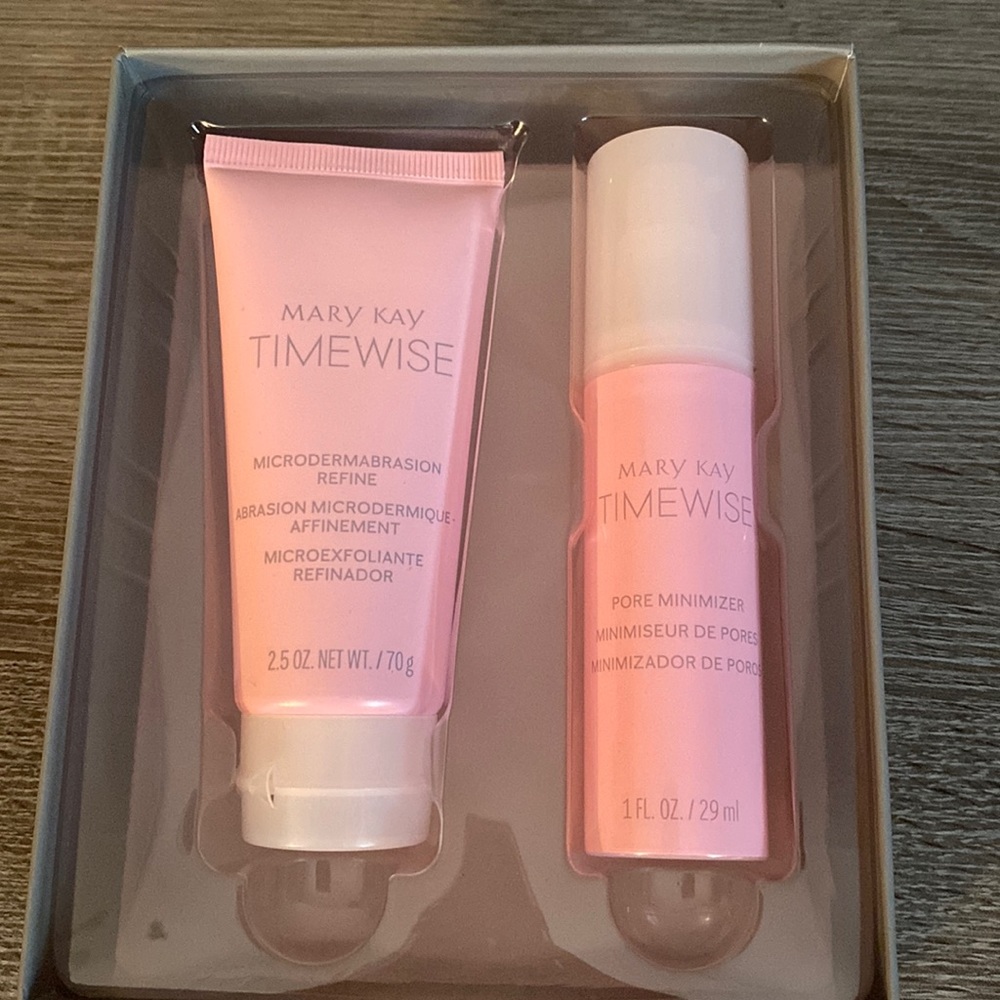 MARY KAY
TIMEWISE
MICRODERMABRASION
REFINE
ABRASION MICRODERMIQUE -
AFFINEMENT
MICROEXFOLIANTE
REFINADOR
2.5 OZ. NET WT. / 70 g
MARY KAY
TIMEWISE
PORE MINIMIZER
MINIMISEUR DE PORES
MINIMIZADOR DE POROS
1 FL. OZ. / 29 ml